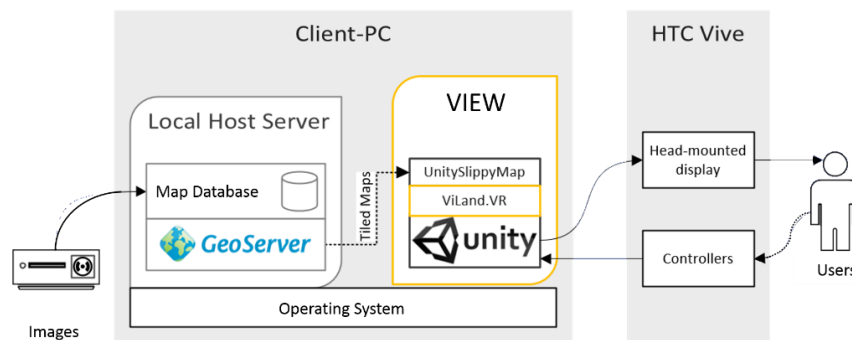 Client-PC
HTC Vive
VIEW
Local Host Server
Map Database
GeoServer
Tiled Maps
UnitySlippyMap
ViLand.VR
unity
Head-mounted
display
Controllers
Users
Operating System
Images